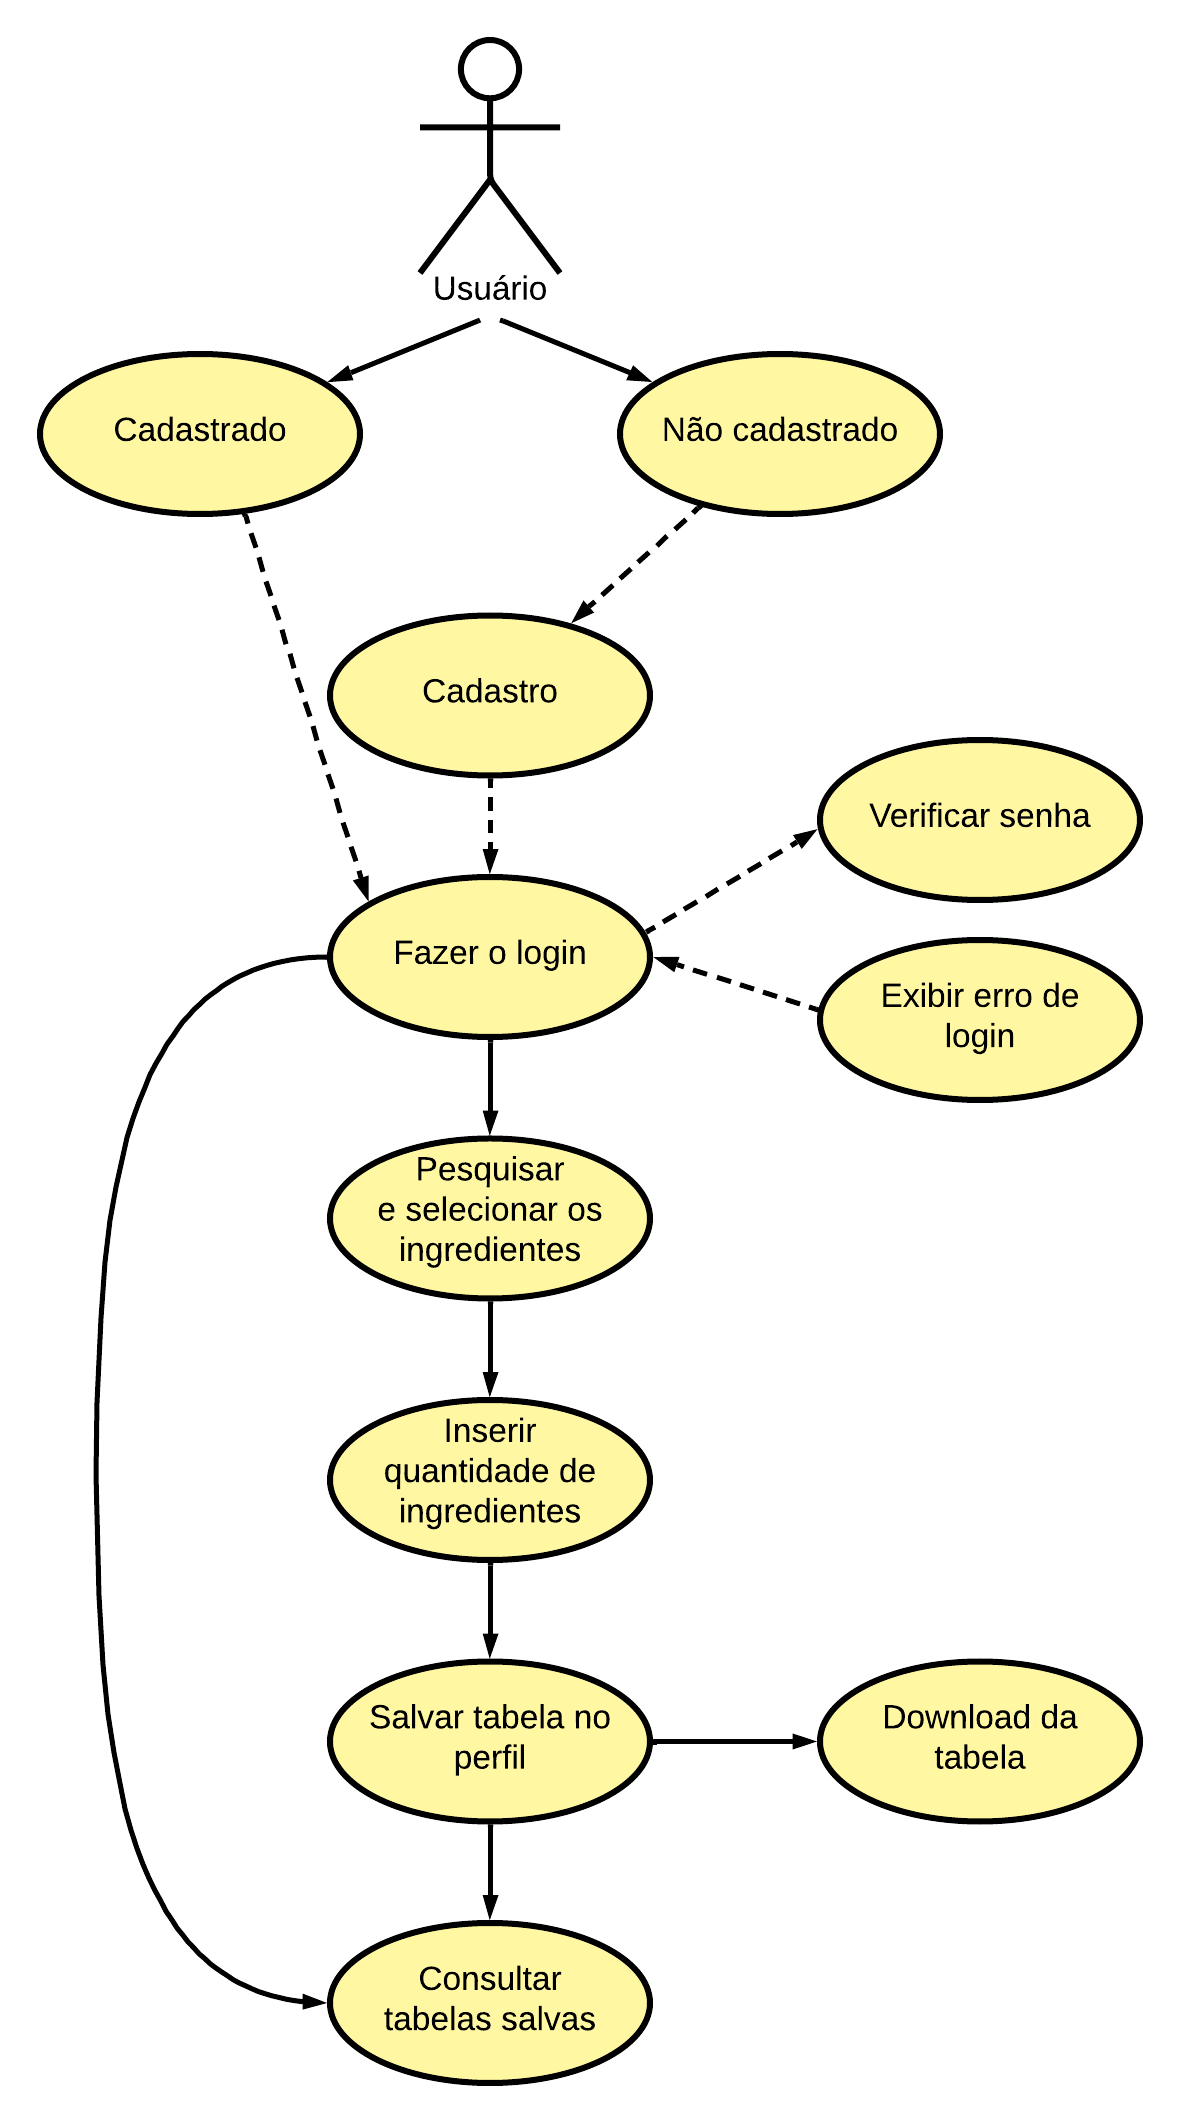 Usuário
Cadastrado
Não cadastrado
Cadastro
Verificar senha
Fazer o login
Exibir erro de
login
Pesquisar
e selecionar os
ingredientes
Inserir
quantidade de
ingredientes
Salvar tabela no
perfil
Download da
tabela
Consultar
tabelas salvas